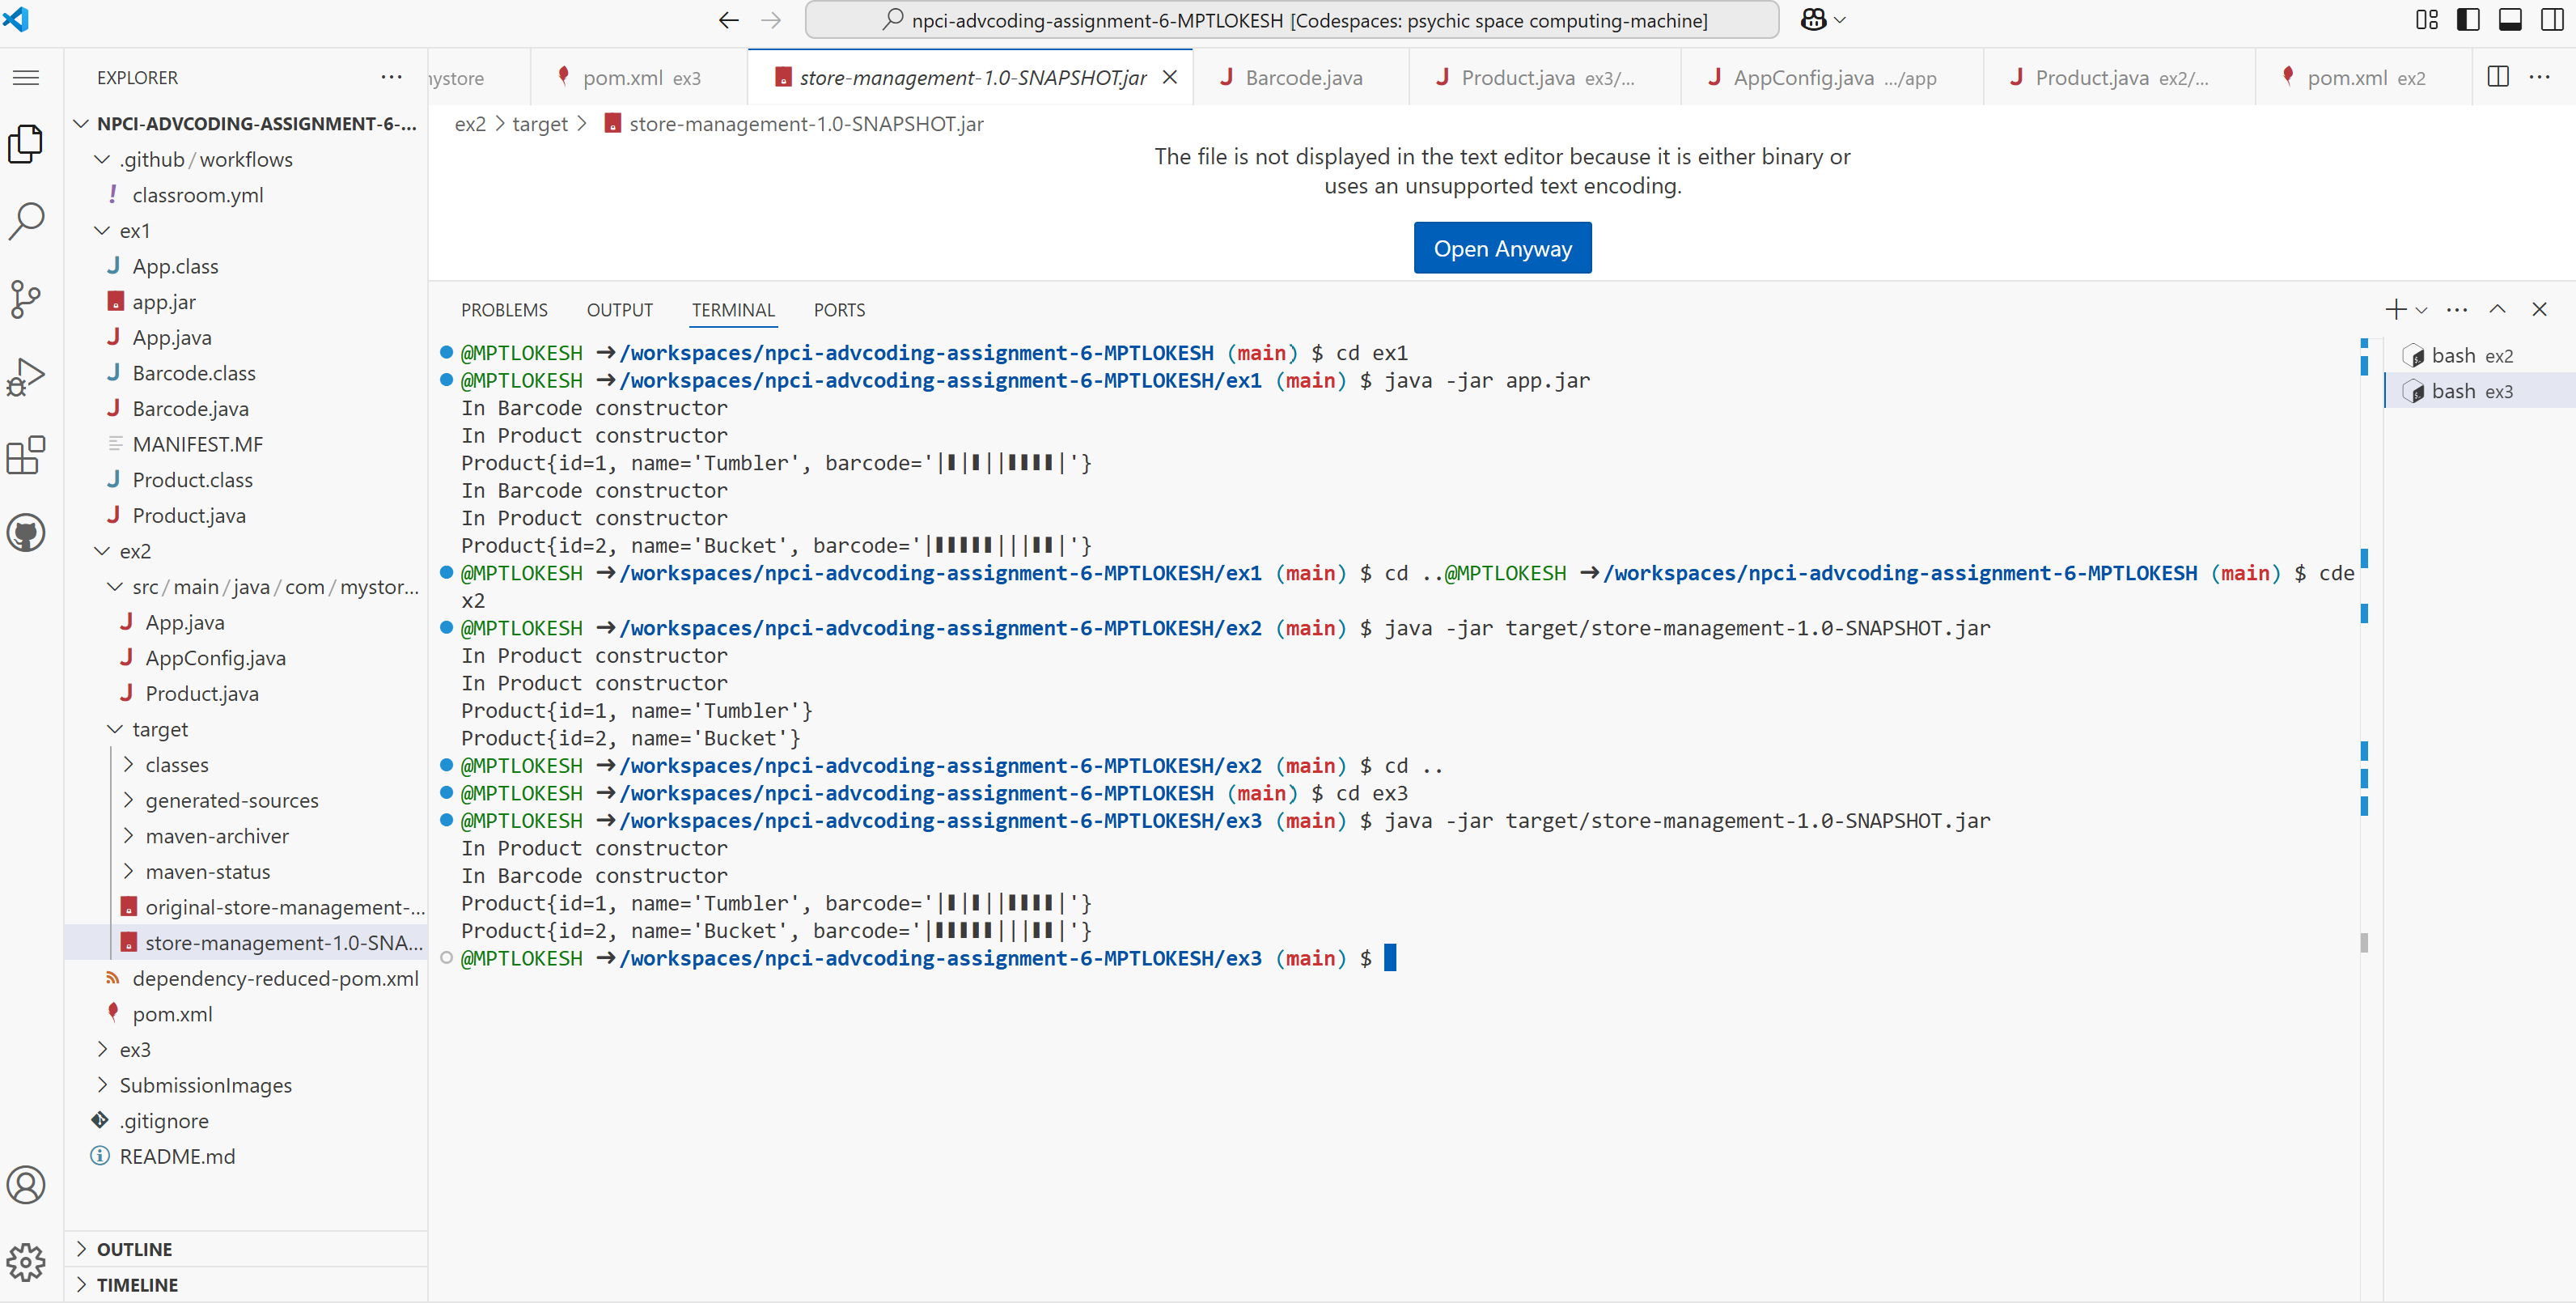 npci-advcoding-assignment-6-MPTLOKESH [Codespaces: psychic space computing-machine]
EXPLORER
NPCI-ADVCODING-ASSIGNMENT-6-...
.github/workflows
classroom.yml
ex1
App.class
app.jar
App.java
Barcode.class
Barcode.java
MANIFEST.MF
Product.class
Product.java
ex2
src/main/java/com/mystor...
App.java
AppConfig.java
Product.java
target
classes
generated-sources
maven-archiver
maven-status
original-store-management-...
store-management-1.0-SNA...
dependency-reduced-pom.xml
pom.xml
ex3
SubmissionImages
.gitignore
README.md
OUTLINE
TIMELINE
ystore
pom.xml ex3
store-management-1.0-SNAPSHOT.jar
Barcode.java
Product.java ex3/...
AppConfig.java .../app
Product.java ex2/...
pom.xml ex2
ex2 > target > store-management-1.0-SNAPSHOT.jar
The file is not displayed in the text editor because it is either binary or
uses an unsupported text encoding.
Open Anyway
PROBLEMS OUTPUT TERMINAL PORTS
@MPTLOKESH ➜/workspaces/npci-advcoding-assignment-6-MPTLOKESH (main) $ cd ex1
@MPTLOKESH ➜/workspaces/npci-advcoding-assignment-6-MPTLOKESH/ex1 (main) $ java -jar app.jar
In Barcode constructor
In Product constructor
Product{id=1, name='Tumbler', barcode='|▌|▌||▌▌▌▌|'}
In Barcode constructor
In Product constructor
Product{id=2, name='Bucket', barcode='|▌▌▌▌▌|||▌▌|'}
@MPTLOKESH ➜/workspaces/npci-advcoding-assignment-6-MPTLOKESH/ex1 (main) $ cd ..@MPTLOKESH ➜/workspaces/npci-advcoding-assignment-6-MPTLOKESH (main) $ cde
x2
@MPTLOKESH ➜/workspaces/npci-advcoding-assignment-6-MPTLOKESH/ex2 (main) $ java -jar target/store-management-1.0-SNAPSHOT.jar
In Product constructor
In Product constructor
Product{id=1, name='Tumbler'}
Product{id=2, name='Bucket'}
@MPTLOKESH ➜/workspaces/npci-advcoding-assignment-6-MPTLOKESH/ex2 (main) $ cd ..
@MPTLOKESH ➜/workspaces/npci-advcoding-assignment-6-MPTLOKESH (main) $ cd ex3
@MPTLOKESH ➜/workspaces/npci-advcoding-assignment-6-MPTLOKESH/ex3 (main) $ java -jar target/store-management-1.0-SNAPSHOT.jar
In Product constructor
In Barcode constructor
Product{id=1, name='Tumbler', barcode='|▌|▌||▌▌▌▌|'}
Product{id=2, name='Bucket', barcode='|▌▌▌▌▌|||▌▌|'}
@MPTLOKESH ➜/workspaces/npci-advcoding-assignment-6-MPTLOKESH/ex3 (main) $
bash ex2
bash ex3